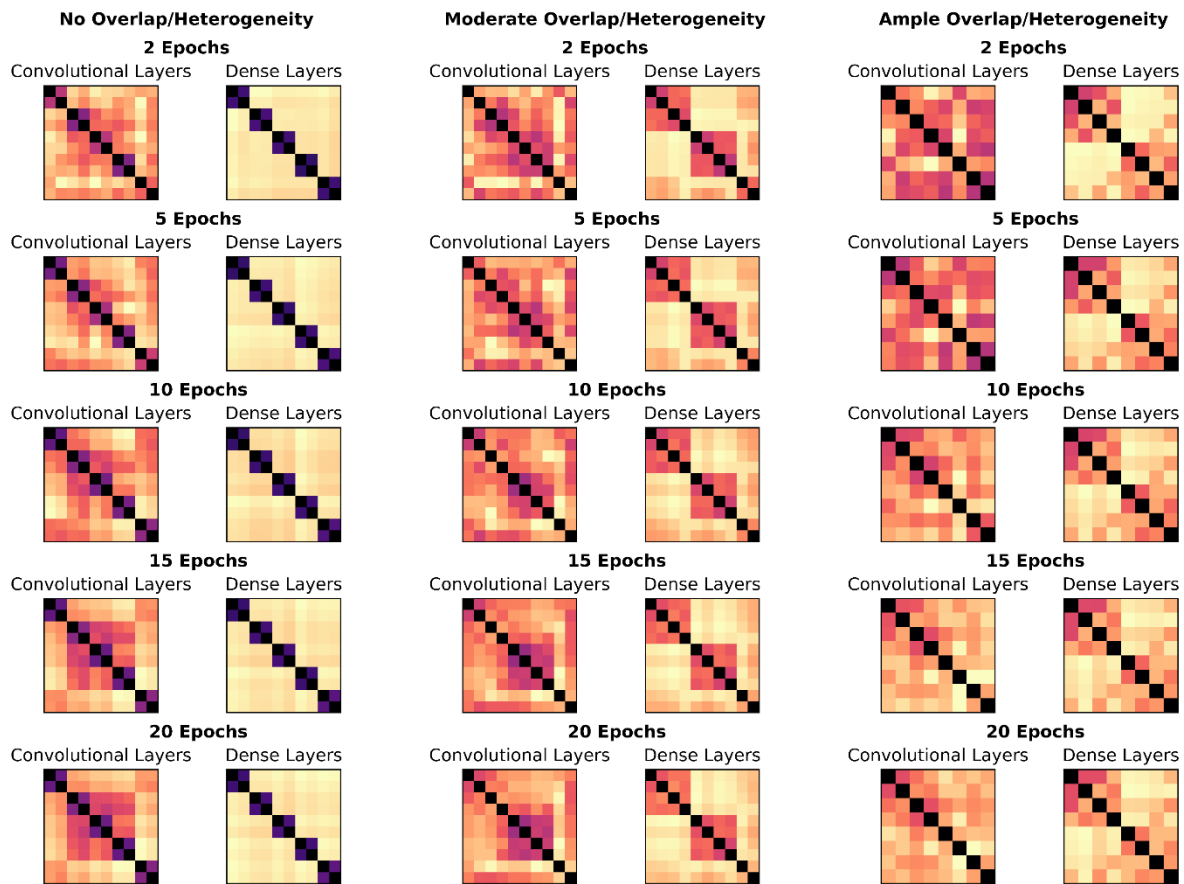 No Overlap/Heterogeneity
Moderate Overlap/Heterogeneity
Ample Overlap/Heterogeneity
2 Epochs
2 Epochs
2 Epochs
Convolutional Layers
Dense Layers
Convolutional Layers
Dense Layers
Convolutional Layers
Dense Layers
5 Epochs
5 Epochs
5 Epochs
Convolutional Layers
Dense Layers
Convolutional Layers
Dense Layers
Convolutional Layers
Dense Layers
10 Epochs
10 Epochs
10 Epochs
Convolutional Layers
Dense Layers
Convolutional Layers
Dense Layers
Convolutional Layers
Dense Layers
15 Epochs
15 Epochs
15 Epochs
Convolutional Layers
Dense Layers
Convolutional Layers
Dense Layers
Convolutional Layers
Dense Layers
20 Epochs
20 Epochs
20 Epochs
Convolutional Layers
Dense Layers
Convolutional Layers
Dense Layers
Convolutional Layers
Dense Layers